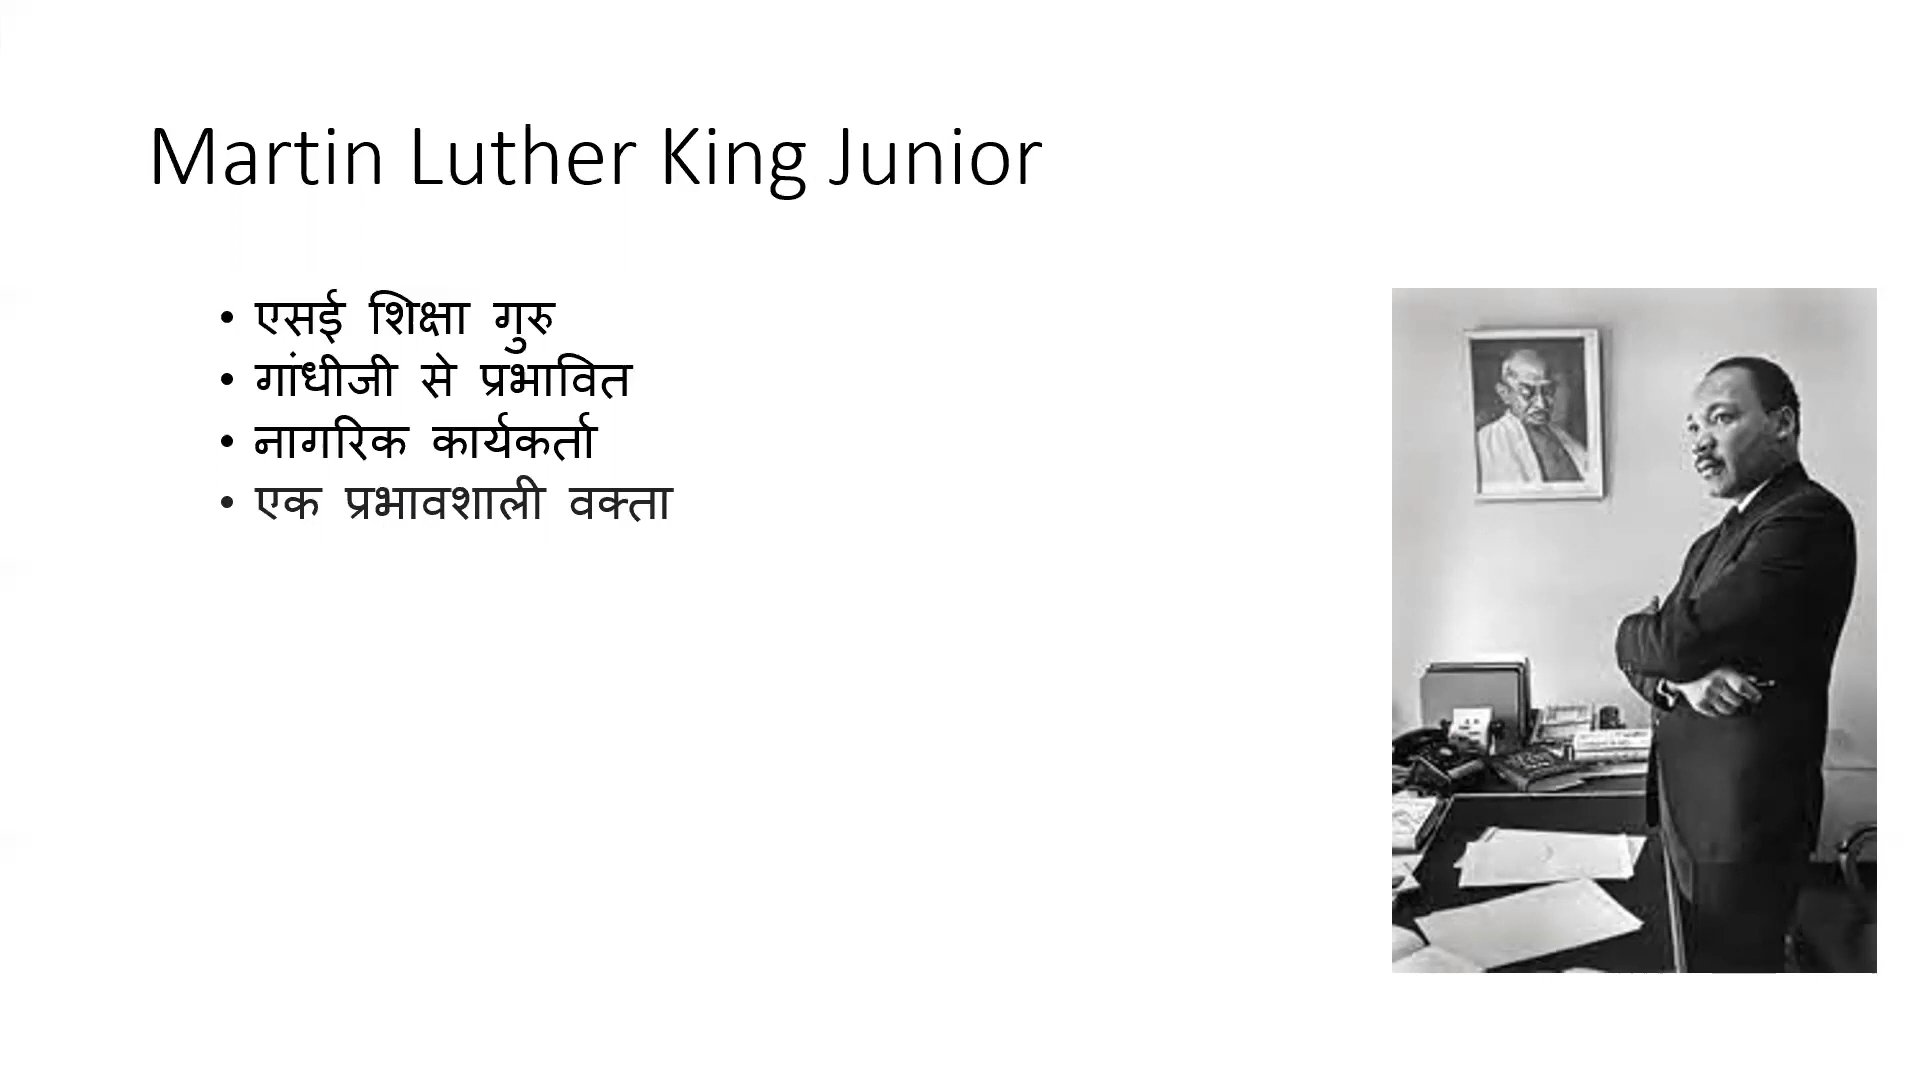 Martin Luther King Junior
• एसई शिक्षा गुरु
• गांधीजी से प्रभावित
• नागरिक कार्यकर्ता
• एक प्रभावशाली वक्ता